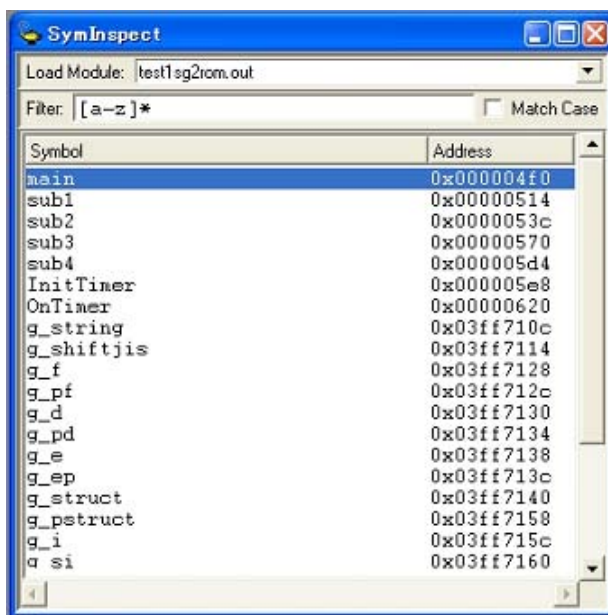 SymInspect
Load Module: test1sg2rom.out
Filter: [a-z]* Match Case
Symbol Address
main 0x000004f0
sub1 0x00000514
sub2 0x0000053c
sub3 0x00000570
sub4 0x000005d4
InitTimer 0x000005e8
OnTimer 0x00000620
g_string 0x03ff710c
g_shiftjis 0x03ff7114
g_f 0x03ff7128
g_pf 0x03ff712c
g_d 0x03ff7130
g_pd 0x03ff7134
g_e 0x03ff7138
g_ep 0x03ff713c
g_struct 0x03ff7140
g_pstruct 0x03ff7158
g_i 0x03ff715c
g_si 0x03ff7160